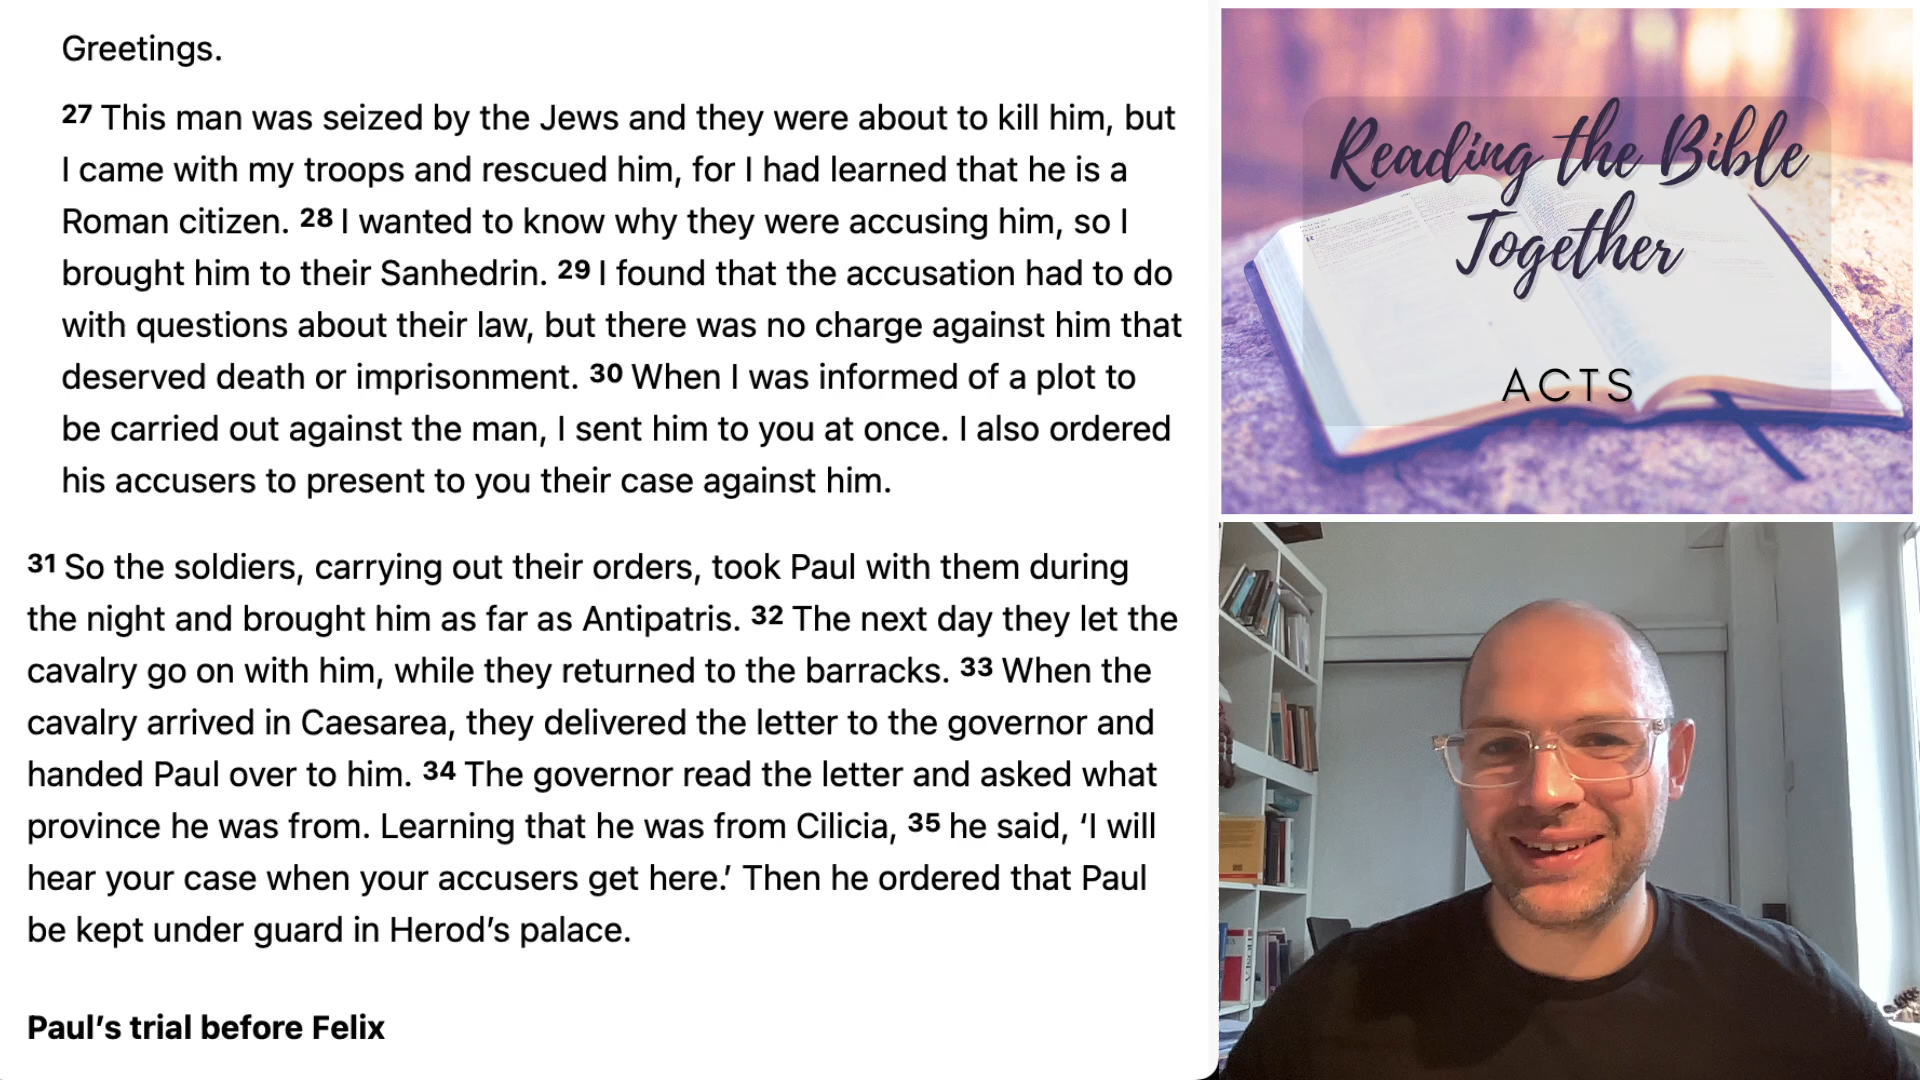 Greetings.
27 This man was seized by the Jews and they were about to kill him, but
I came with my troops and rescued him, for I had learned that he is a
Roman citizen. 28 I wanted to know why they were accusing him, so I
brought him to their Sanhedrin. 29 I found that the accusation had to do
with questions about their law, but there was no charge against him that
deserved death or imprisonment. 30 When I was informed of a plot to
be carried out against the man, I sent him to you at once. I also ordered
his accusers to present to you their case against him.
31 So the soldiers, carrying out their orders, took Paul with them during
the night and brought him as far as Antipatris. 32 The next day they let the
cavalry go on with him, while they returned to the barracks. 33 When the
cavalry arrived in Caesarea, they delivered the letter to the governor and
handed Paul over to him. 34 The governor read the letter and asked what
province he was from. Learning that he was from Cilicia, 35 he said, ‘I will
hear your case when your accusers get here.’ Then he ordered that Paul
be kept under guard in Herod’s palace.
Paul’s trial before Felix
Reading the Bible
Together
ACTS